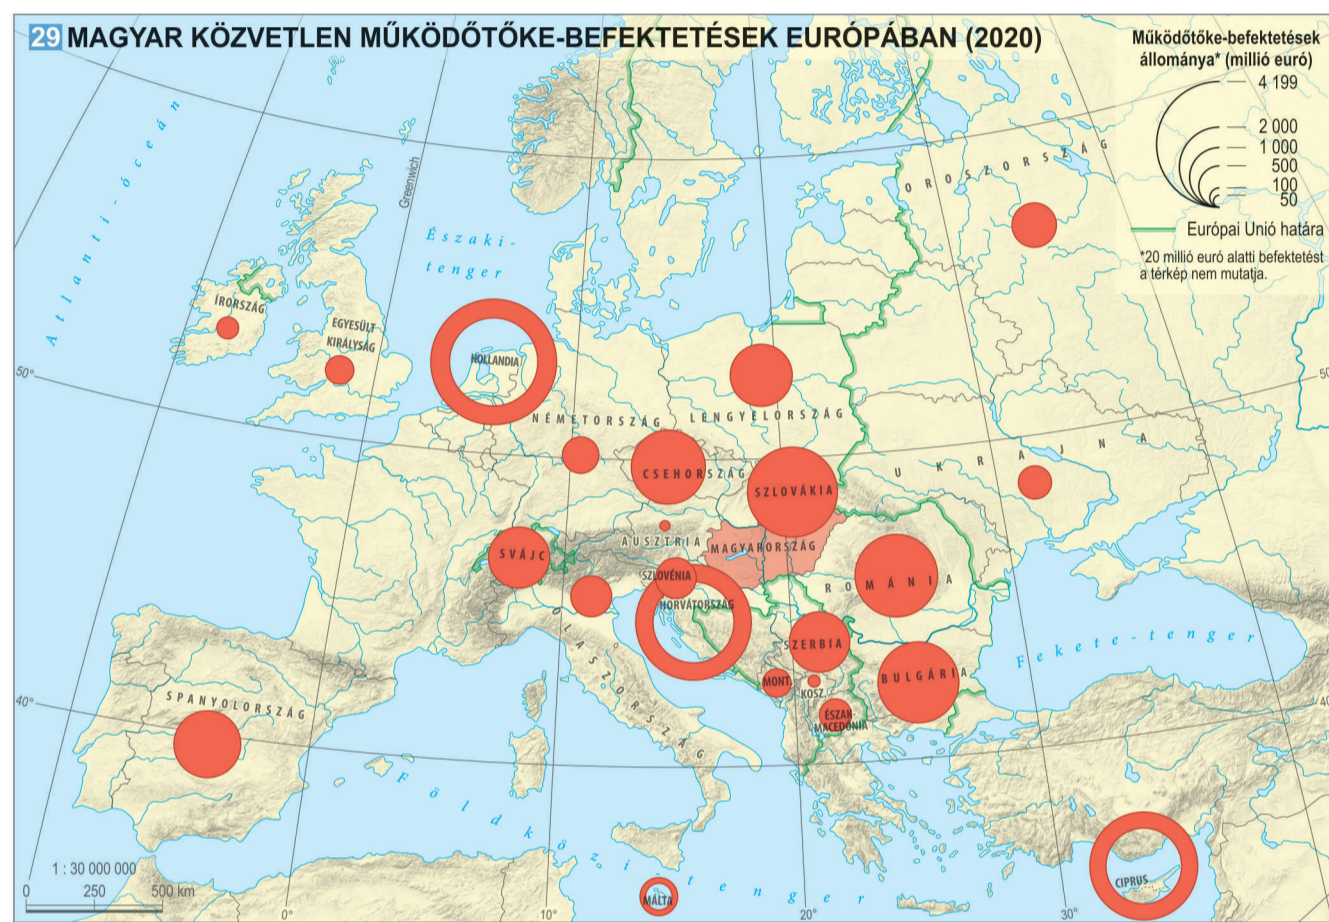 29 MAGYAR KÖZVETLEN MŰKÖDŐTŐKE-BEFEKTETÉSEK EURÓPÁBAN (2020)
Működőtőke-befektetések
állománya* (millió euró)
4 199
2 000
1 000
500
100
50
Európai Unió határa
*20 millió euró alatti befektetést
a térkép nem mutatja.
Atlanti-óceán
Greenwich
Északi-
tenger
OROSZORSZÁG
ÍRORSZÁG
EGYESÜLT
KIRÁLYSÁG
HOLLANDIA
50°
50
NÉMETORSZÁG
LENGYELORSZÁG
CSEHORSZÁG
UKRAJNA
SZLOVÁKIA
SVÁJC
AUSZTRIA
MAGYARORSZÁG
SZLOVÉNIA
ROMÁNIA
HORVÁTORSZÁG
OLASZORSZÁG
SZERBIA
Fekete-tenger
MONT.
KOSZ.
BULGÁRIA
ÉSZAK-
MACEDÓNIA
40°
40
SPANYOLORSZÁG
Földközi-tenger
CIPRUS
MÁLTA
1 : 30 000 000
0 250 500 km
0°
10°
20°
30°